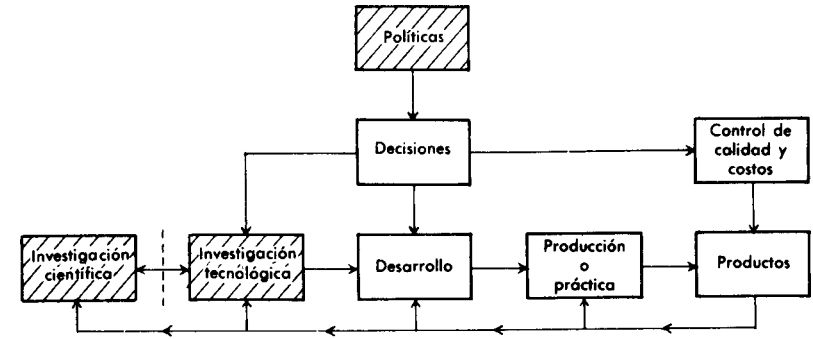 Políticas
Decisiones
Control de
calidad y
costos
Investigación
científica
Investigación
tecnológica
Desarrollo
Producción
o
práctica
Productos